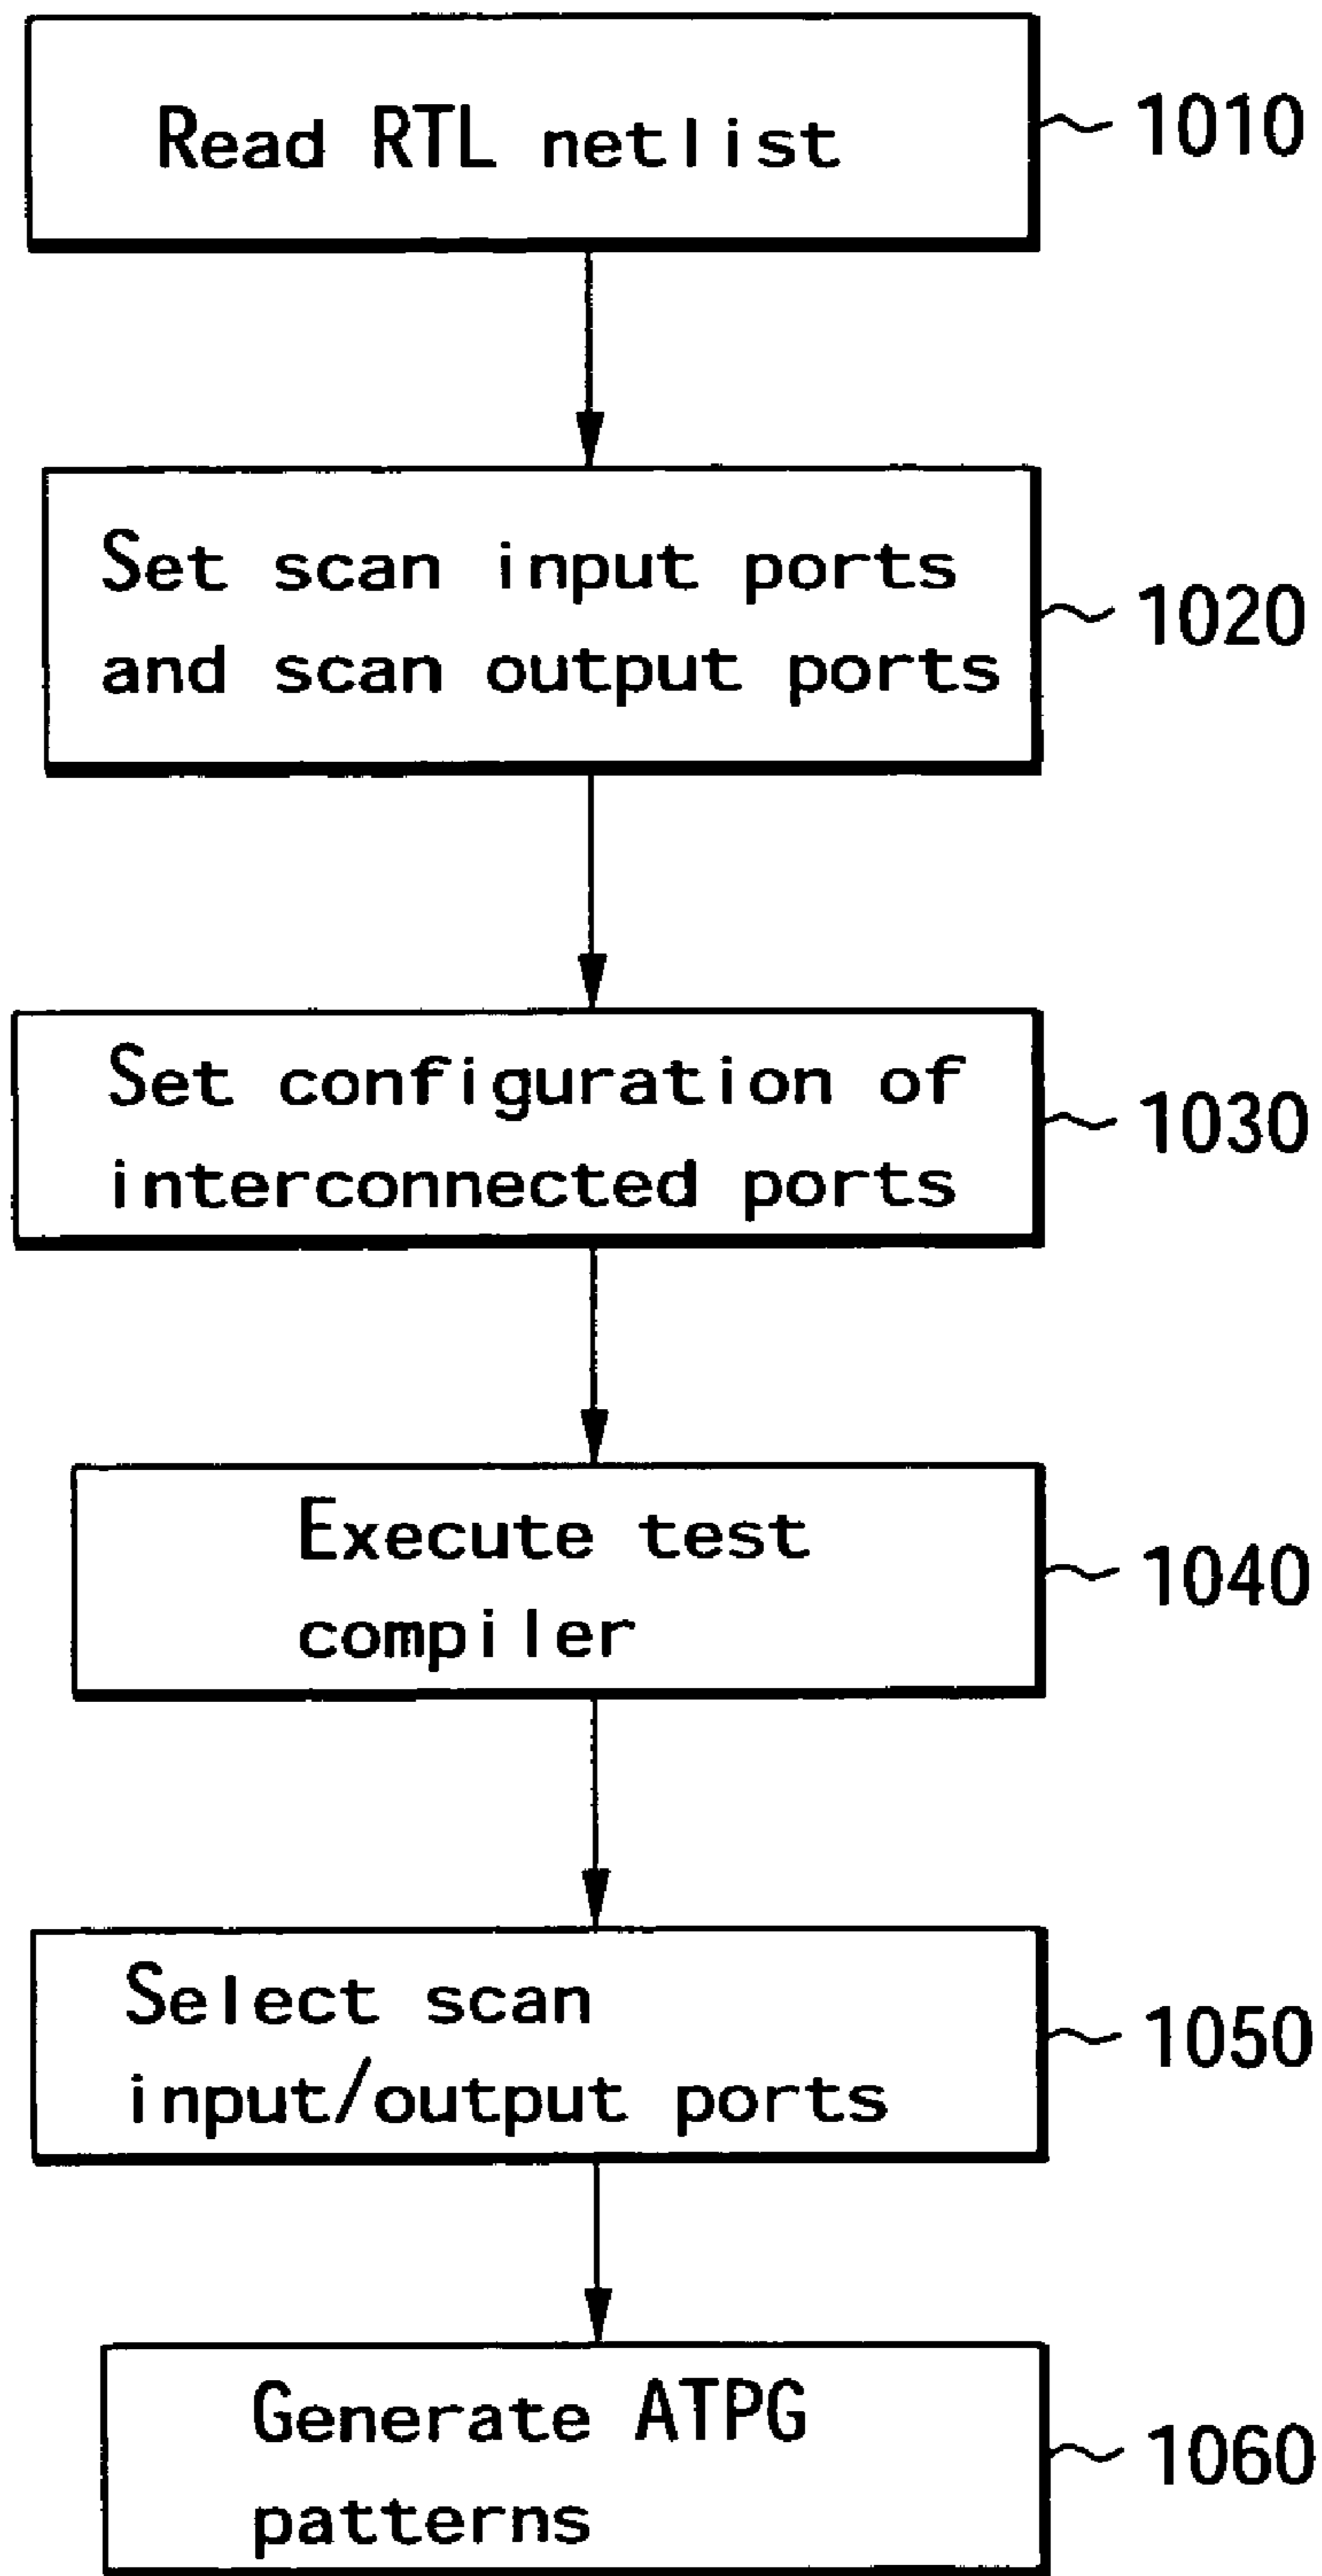 Read RTL netlist
1010
Set scan input ports
and scan output ports
1020
Set configuration of
interconnected ports
1030
Execute test
compiler
1040
Select scan
input/output ports
1050
Generate ATPG
patterns
1060